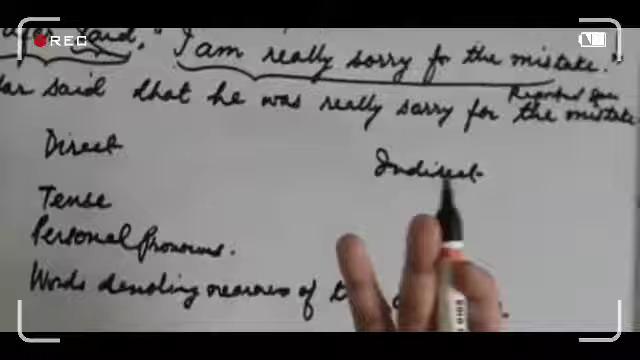 REC
said, "I am really sorry for the mistake."
Reported
said that he was really sorry for the mistake
Direct
Indirect
Tense
Personal Pronouns.
Words denoting nearness of